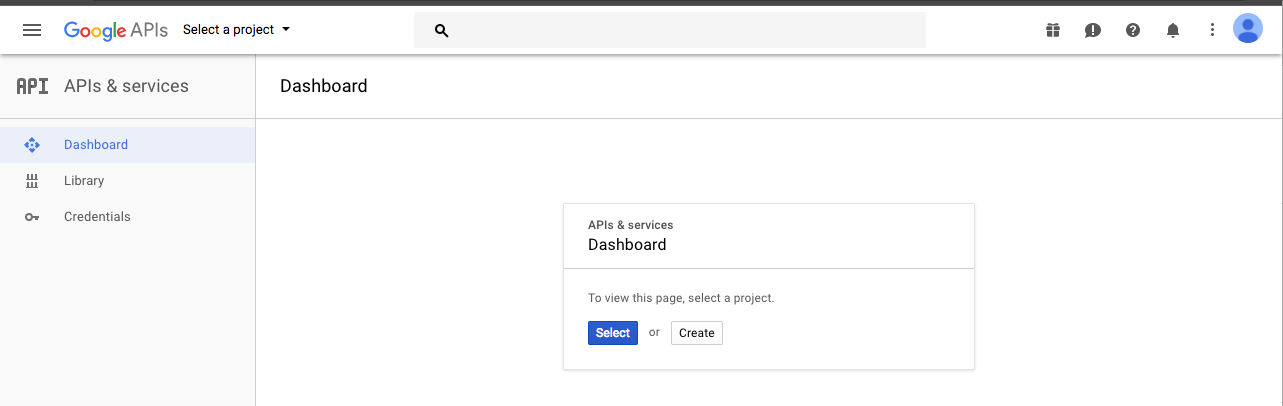 Google APIs Select a project
API APIs & services
Dashboard
Dashboard
Library
Credentials
APIs & services
Dashboard
To view this page, select a project.
Select or Create